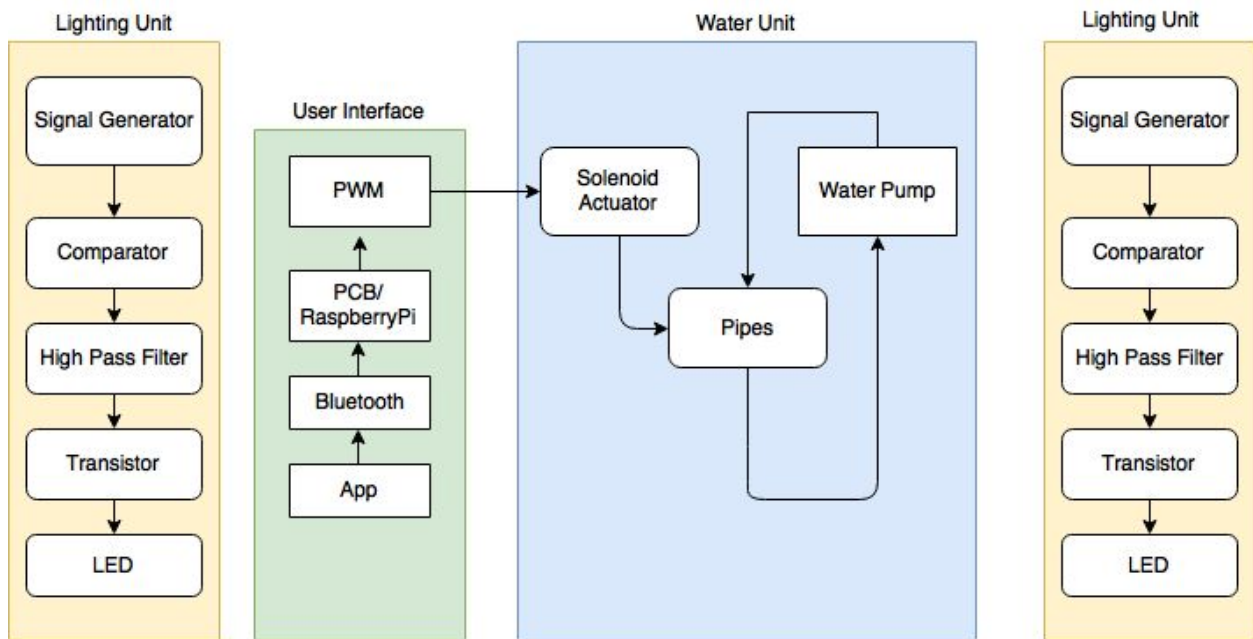 Lighting Unit
Signal Generator
Comparator
High Pass Filter
Transistor
LED
User Interface
PWM
PCB/
RaspberryPi
Bluetooth
App
Water Unit
Solenoid
Actuator
Water Pump
Pipes
Lighting Unit
Signal Generator
Comparator
High Pass Filter
Transistor
LED